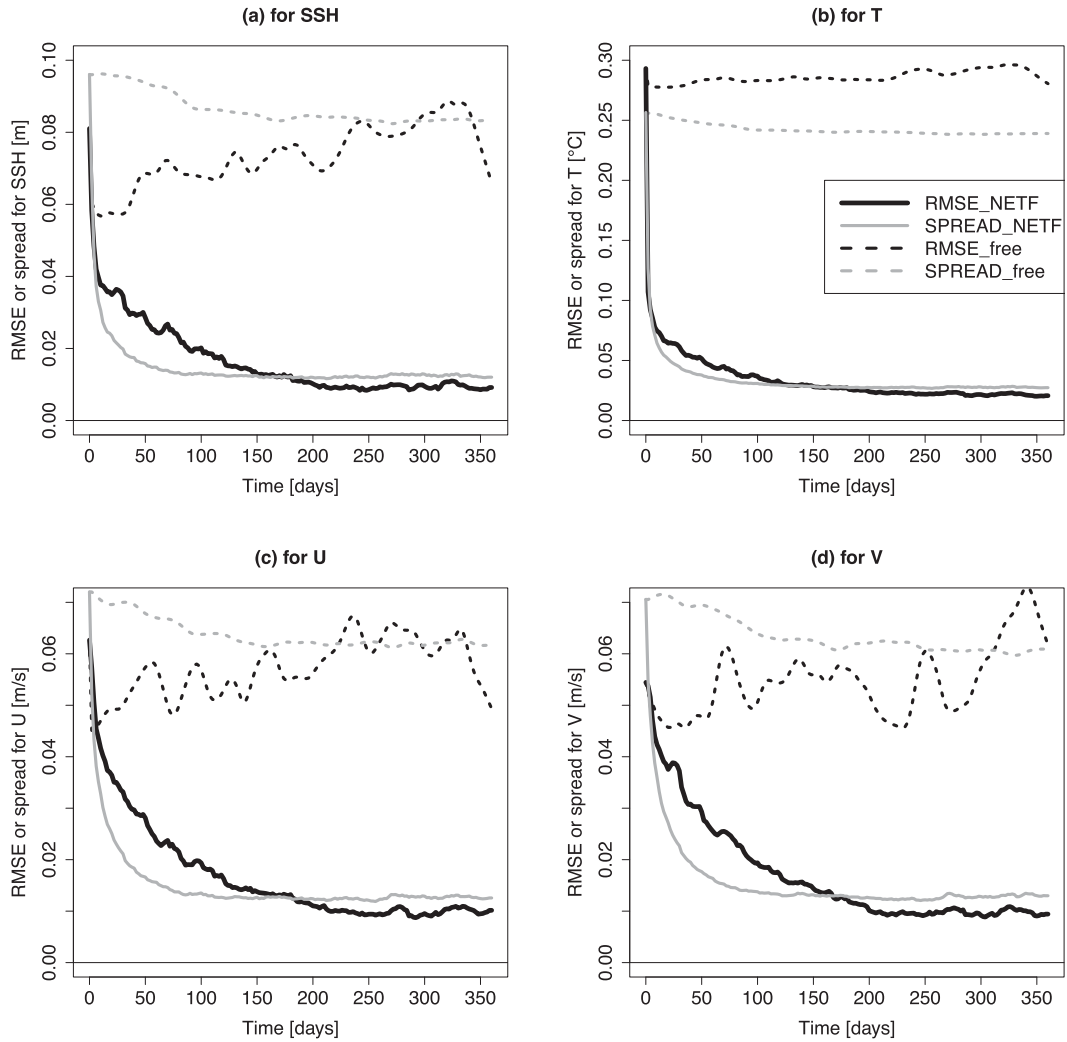 (a) for SSH
RMSE or spread for SSH [m]
0.00 0.02 0.04 0.06 0.08 0.10
0 50 100 150 200 250 300 350
Time [days]
(b) for T
RMSE or spread for T [°C]
0.00 0.05 0.10 0.15 0.20 0.25 0.30
RMSE_NETF
SPREAD_NETF
RMSE_free
SPREAD_free
0 50 100 150 200 250 300 350
Time [days]
(c) for U
RMSE or spread for U [m/s]
0.00 0.02 0.04 0.06
0 50 100 150 200 250 300 350
Time [days]
(d) for V
RMSE or spread for V [m/s]
0.00 0.02 0.04 0.06
0 50 100 150 200 250 300 350
Time [days]